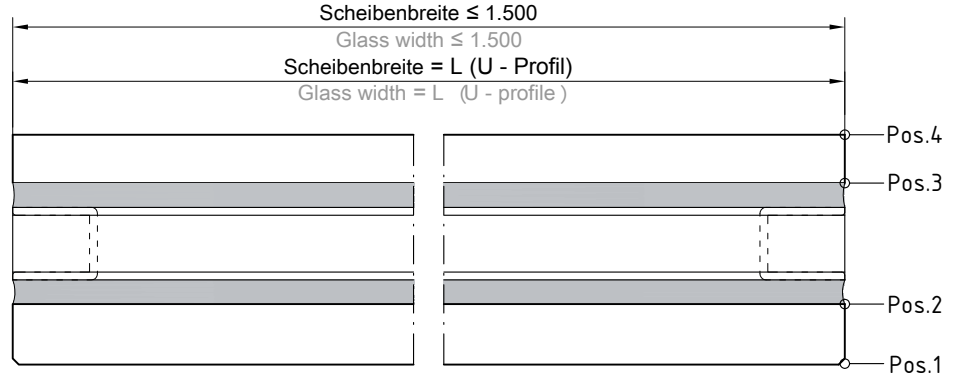 Scheibenbreite ≤ 1.500
Glass width ≤ 1.500
Scheibenbreite = L (U - Profil)
Glass width = L (U - profile )
Pos.4
Pos.3
Pos.2
Pos.1